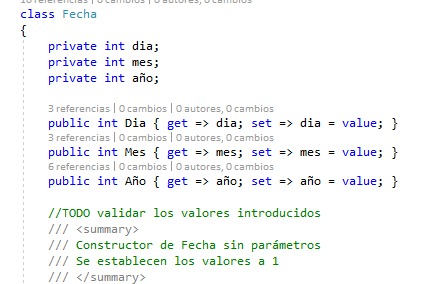 10 referencias | 0 cambios | 0 autores, 0 cambios
class Fecha
{
private int dia;
private int mes;
private int año;
3 referencias | 0 cambios | 0 autores, 0 cambios
public int Dia { get => dia; set => dia = value; }
3 referencias | 0 cambios | 0 autores, 0 cambios
public int Mes { get => mes; set => mes = value; }
6 referencias | 0 cambios | 0 autores, 0 cambios
public int Año { get => año; set => año = value; }
//TODO validar los valores introducidos
/// <summary>
/// Constructor de Fecha sin parámetros
/// Se establecen los valores a 1
/// </summary>